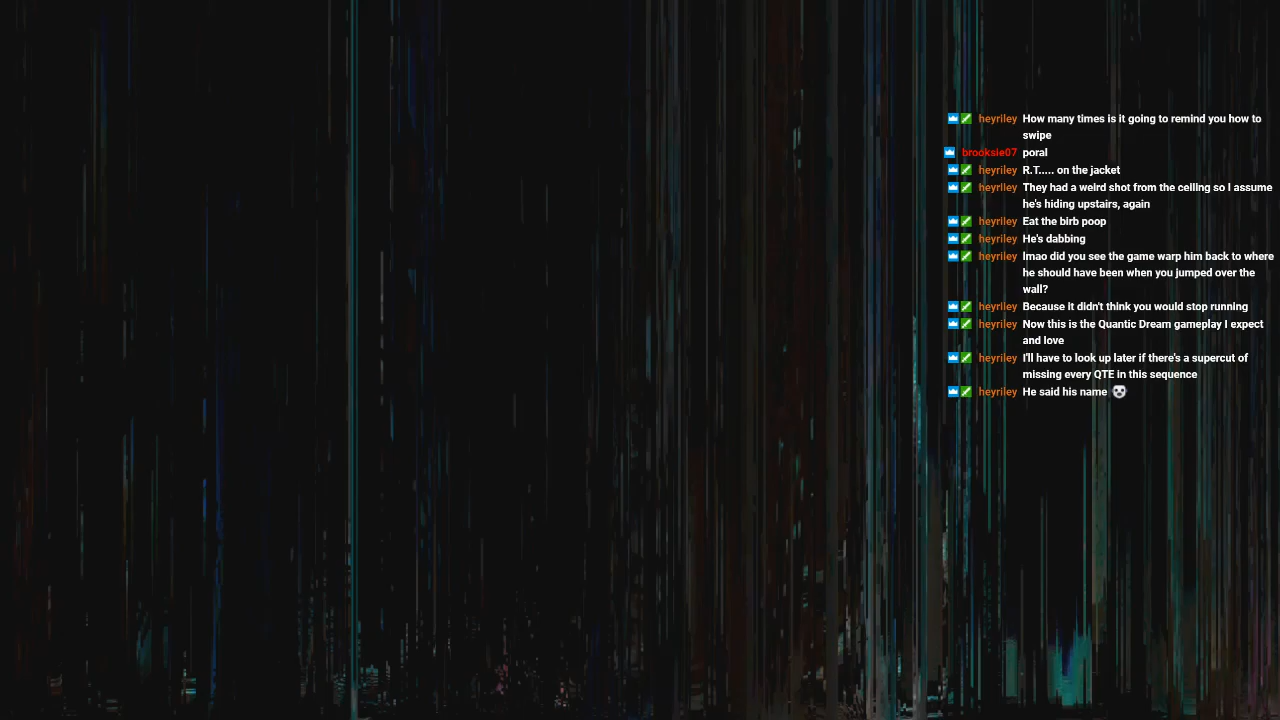 heyriley How many times is it going to remind you how to
swipe
brooksie07 poral
heyriley R.T..... on the jacket
heyriley They had a weird shot from the ceiling so I assume
he's hiding upstairs, again
heyriley Eat the birb poop
heyriley He's dabbing
heyriley lmao did you see the game warp him back to where
he should have been when you jumped over the
wall?
heyriley Because it didn't think you would stop running
heyriley Now this is the Quantic Dream gameplay I expect
and love
heyriley I'll have to look up later if there's a supercut of
missing every QTE in this sequence
heyriley He said his name